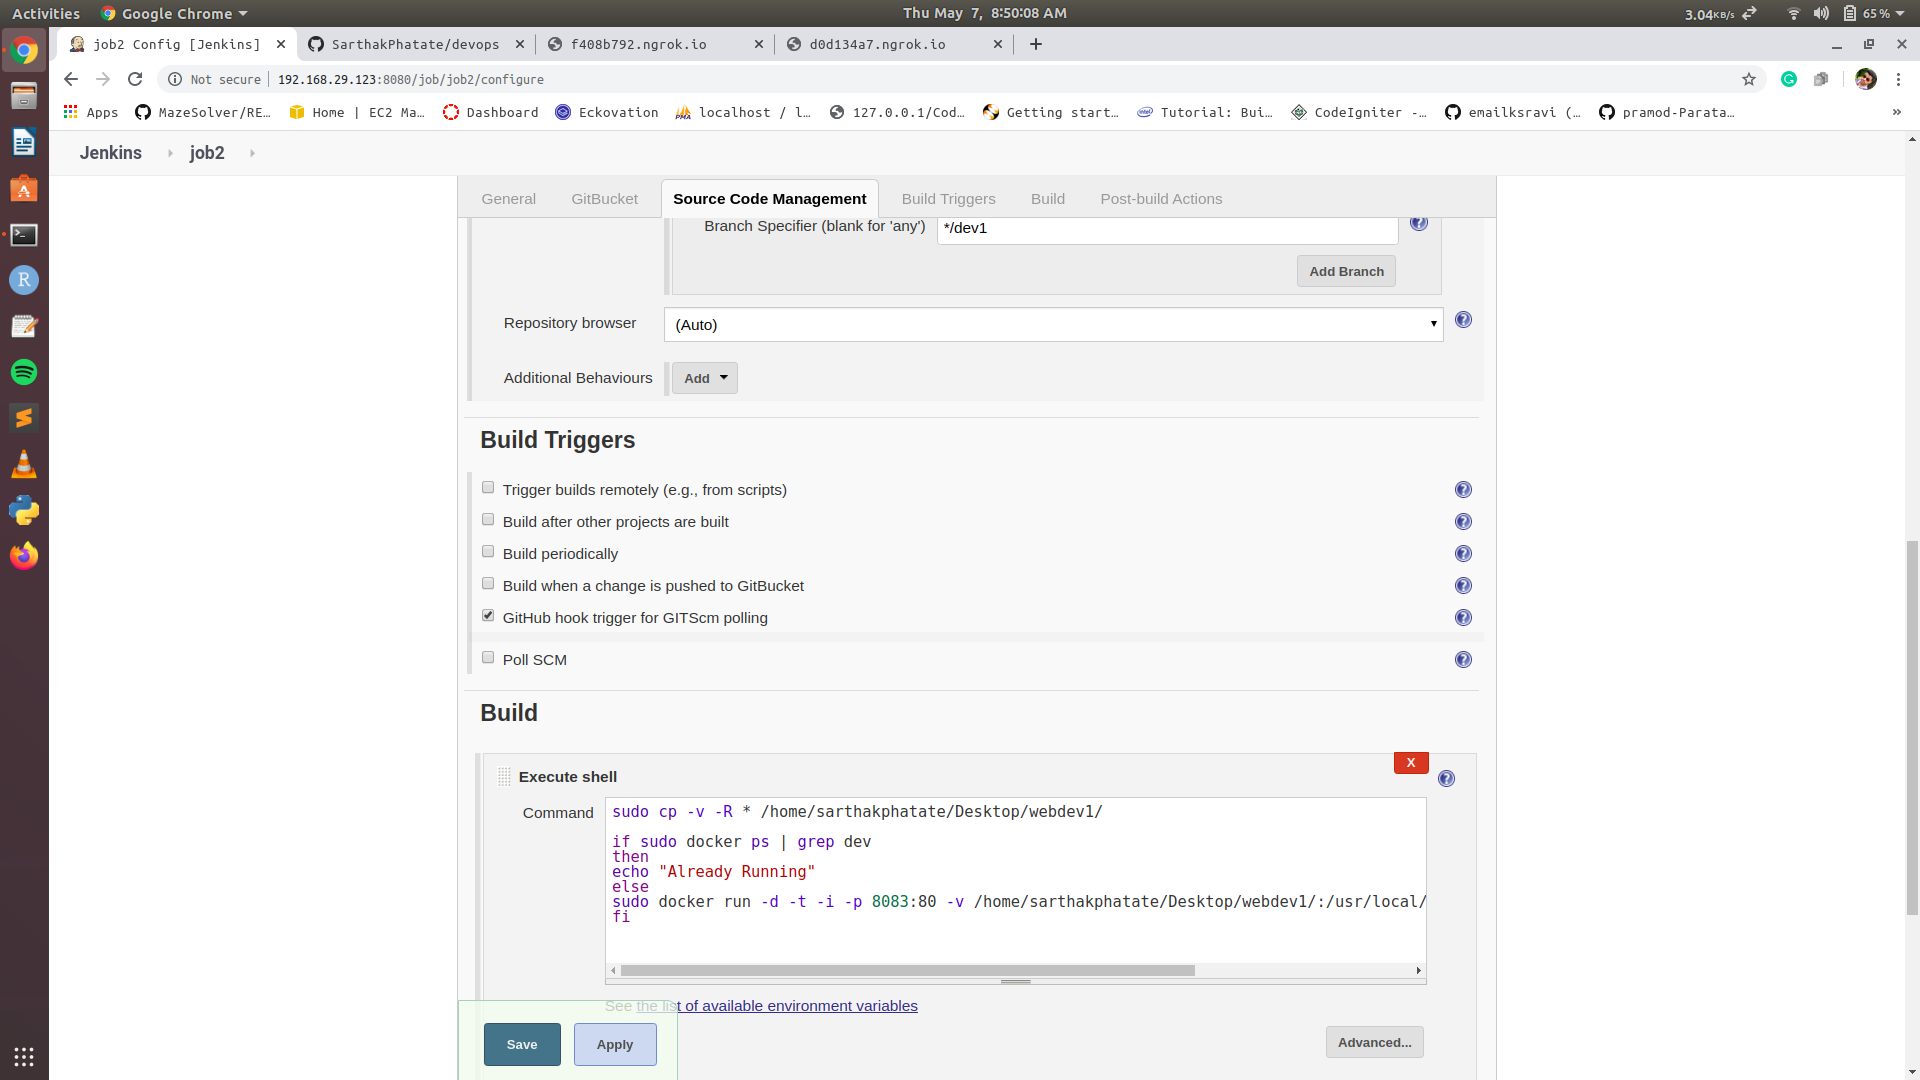 Activities Google Chrome Thu May 7, 8:50:08 AM 3.04KB/s 65%
job2 Config [Jenkins] SarthakPhatate/devops f408b792.ngrok.io d0d134a7.ngrok.io
Not secure 192.168.29.123:8080/job/job2/configure
Apps MazeSolver/RE… Home | EC2 Ma… Dashboard Eckovation localhost / l… 127.0.0.1/Cod… Getting start… Tutorial: Bui… CodeIgniter -… emailksravi (… pramod-Parata… »
Jenkins job2
General GitBucket Source Code Management Build Triggers Build Post-build Actions
Branch Specifier (blank for 'any') */dev1
Add Branch
Repository browser (Auto)
Additional Behaviours Add
Build Triggers
Trigger builds remotely (e.g., from scripts)
Build after other projects are built
Build periodically
Build when a change is pushed to GitBucket
GitHub hook trigger for GITScm polling
Poll SCM
Build
X
Execute shell
Command
sudo cp -v -R * /home/sarthakphatate/Desktop/webdev1/
if sudo docker ps | grep dev
then
echo "Already Running"
else
sudo docker run -d -t -i -p 8083:80 -v /home/sarthakphatate/Desktop/webdev1/:/usr/local/
fi
See the list of available environment variables
Save Apply
Advanced...